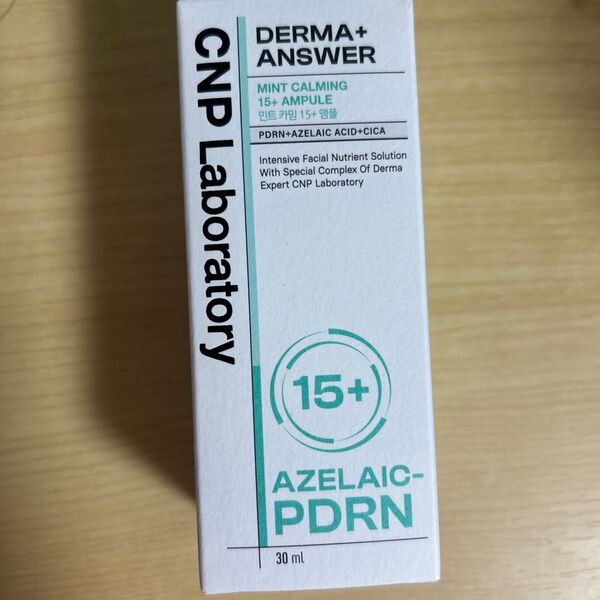 CNP Laboratory
DERMA+
ANSWER
MINT CALMING
15+ AMPULE
민트 카밍 15+ 앰플
PDRN+AZELAIC ACID+CICA
Intensive Facial Nutrient Solution
With Special Complex Of Derma
Expert CNP Laboratory
15+
AZELAIC-
PDRN
30 ml